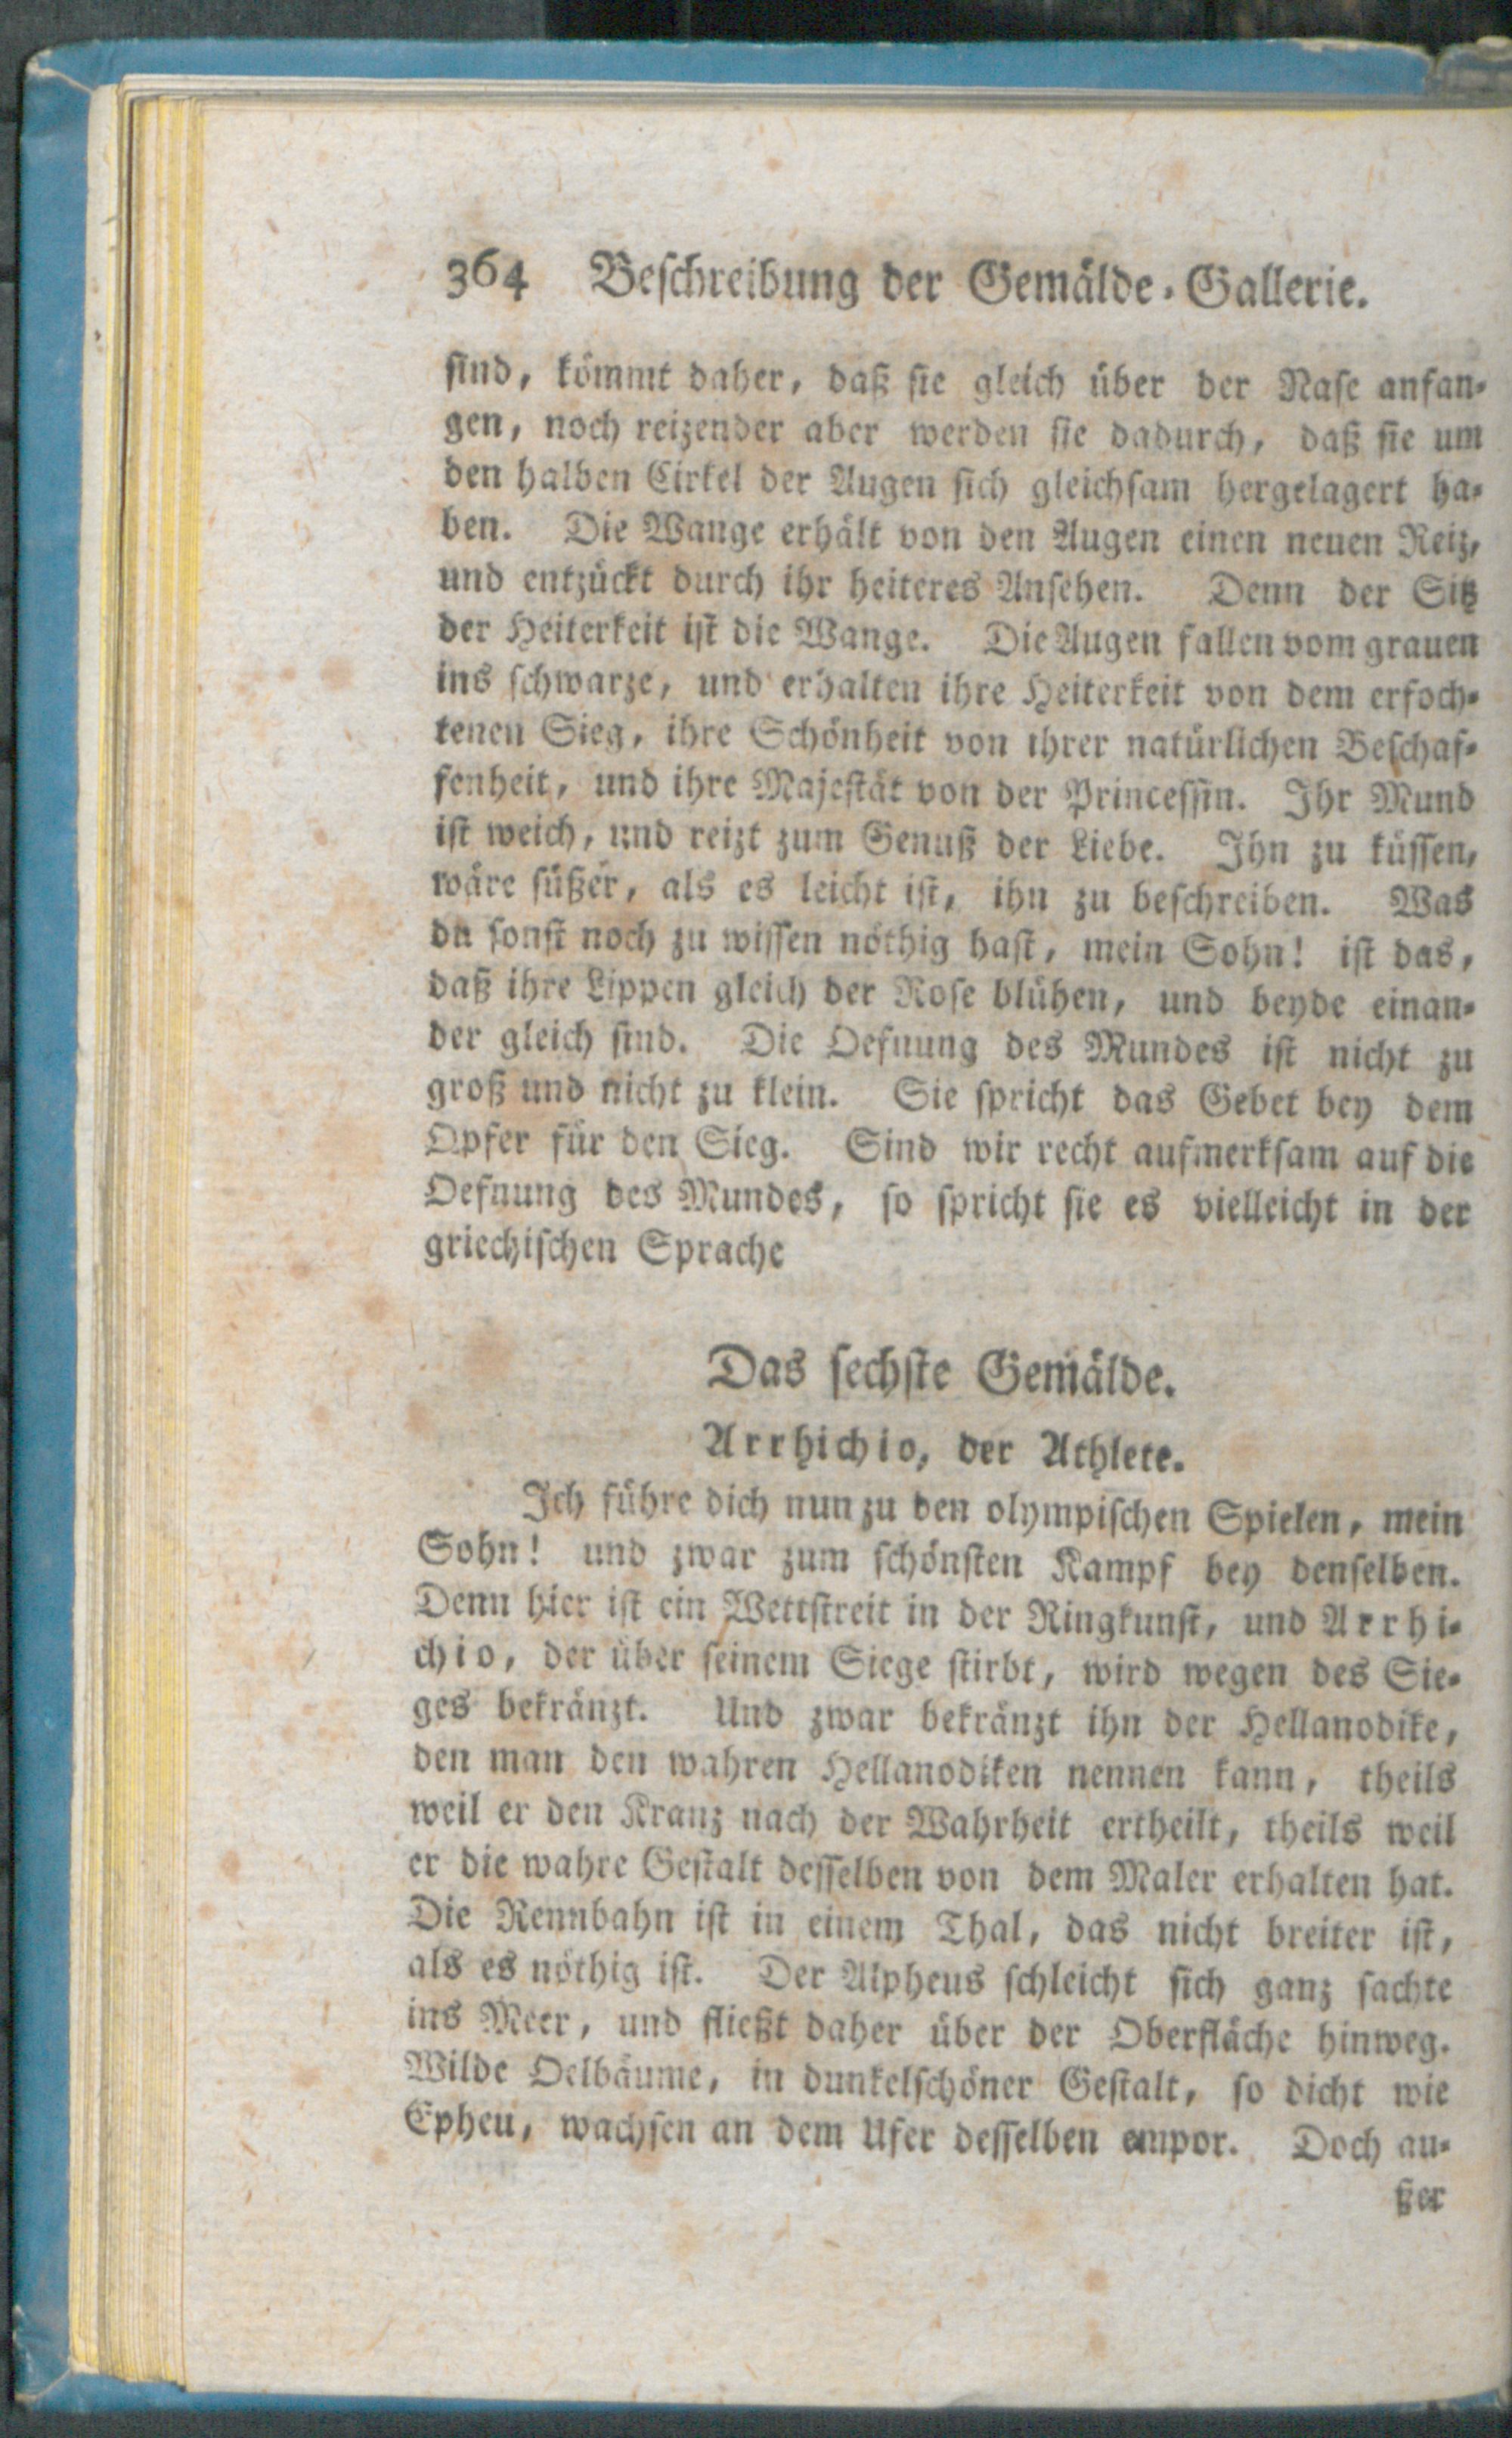 364 Beschreibung der Gemälde-Gallerie.
sind, kömmt daher, daß sie gleich über der Nase anfan-
gen, noch reizender aber werden sie dadurch, daß sie um
den halben Cirkel der Augen sich gleichsam hergelagert ha-
ben. Die Wange erhält von den Augen einen neuen Reiz,
und entzückt durch ihr heiteres Ansehen. Denn der Sitz
der Heiterkeit ist die Wange. Die Augen fallen vom grauen
ins schwarze, und erhalten ihre Heiterkeit von dem erfoch-
tenen Sieg, ihre Schönheit von ihrer natürlichen Beschaf-
fenheit, und ihre Majestät von der Princessin. Ihr Mund
ist weich, und reizt zum Genuß der Liebe. Ihn zu küssen,
wäre süßer, als es leicht ist, ihn zu beschreiben. Was
du sonst noch zu wissen nöthig hast, mein Sohn! ist das,
daß ihre Lippen gleich der Rose blühen, und beyde einan-
der gleich sind. Die Oefnung des Mundes ist nicht zu
groß und nicht zu klein. Sie spricht das Gebet bey dem
Opfer für den Sieg. Sind wir recht aufmerksam auf die
Oefnung des Mundes, so spricht sie es vielleicht in der
griechischen Sprache
Das sechste Gemälde.
Arrhichio, der Athlete.
Ich führe dich nun zu den olympischen Spielen, mein
Sohn! und zwar zum schönsten Kampf bey denselben.
Denn hier ist ein Wettstreit in der Ringkunst, und Arrhi-
chio, der über seinem Siege stirbt, wird wegen des Sie-
ges bekränzt. Und zwar bekränzt ihn der Hellanodike,
den man den wahren Hellanodiken nennen kann, theils
weil er den Kranz nach der Wahrheit ertheilt, theils weil
er die wahre Gestalt desselben von dem Maler erhalten hat.
Die Rennbahn ist in einem Thal, das nicht breiter ist,
als es nöthig ist. Der Alpheus schleicht sich ganz sachte
ins Meer, und fließt daher über der Oberfläche hinweg.
Wilde Oelbäume, in dunkelschöner Gestalt, so dicht wie
Epheu, wachsen an dem Ufer desselben empor. Doch au-
ßer